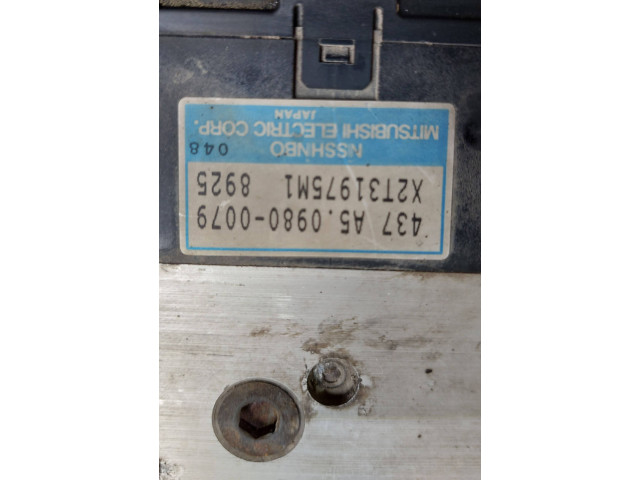 437 A5.0980-0079
X2T31975M1 8925
NISSHINBO 048
MITSUBISHI ELECTRIC CORP.
JAPAN